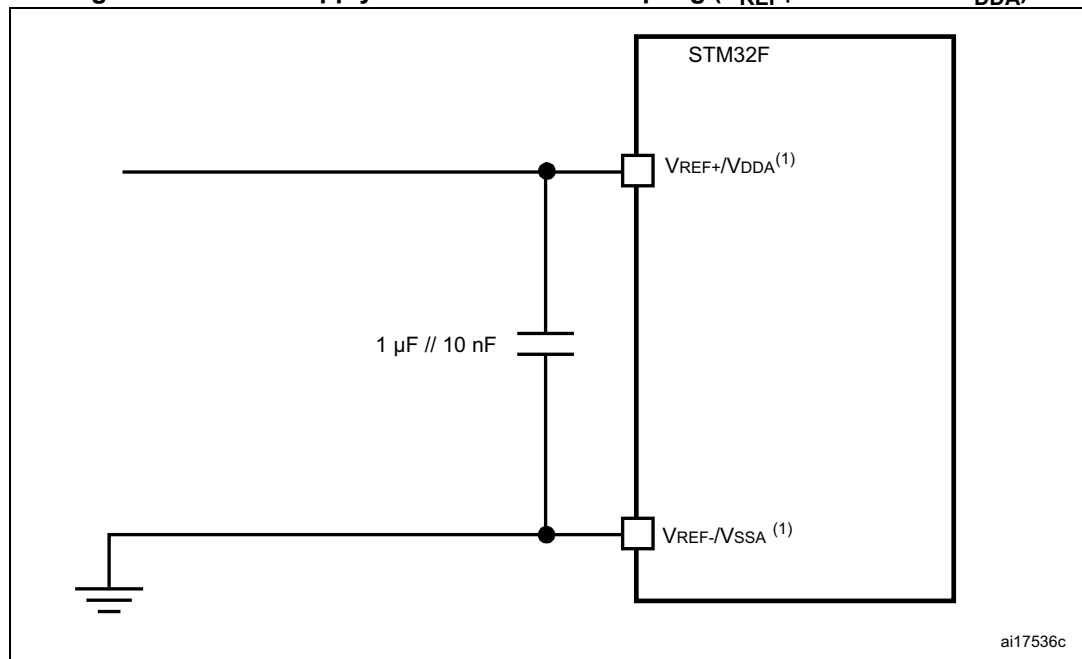 STM32F
VREF+/VDDA(1)
1 µF // 10 nF
VREF-/VSSA (1)
ai17536c